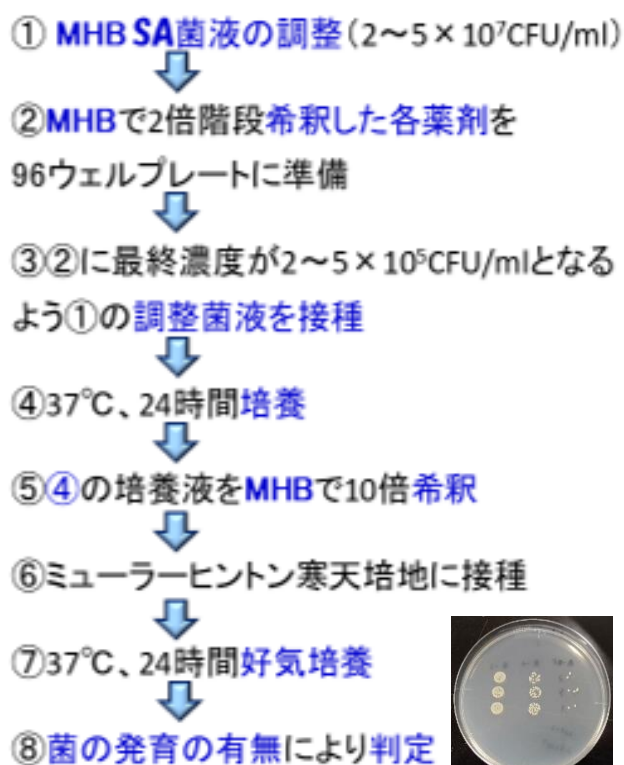 ① MHB SA菌液の調整（2～5×10⁷CFU/ml）
②MHBで2倍階段希釈した各薬剤を
96ウェルプレートに準備
③②に最終濃度が2～5×10⁵CFU/mlとなる
よう①の調整菌液を接種
④37℃、24時間培養
⑤④の培養液をMHBで10倍希釈
⑥ミューラーヒントン寒天培地に接種
⑦37℃、24時間好気培養
⑧菌の発育の有無により判定